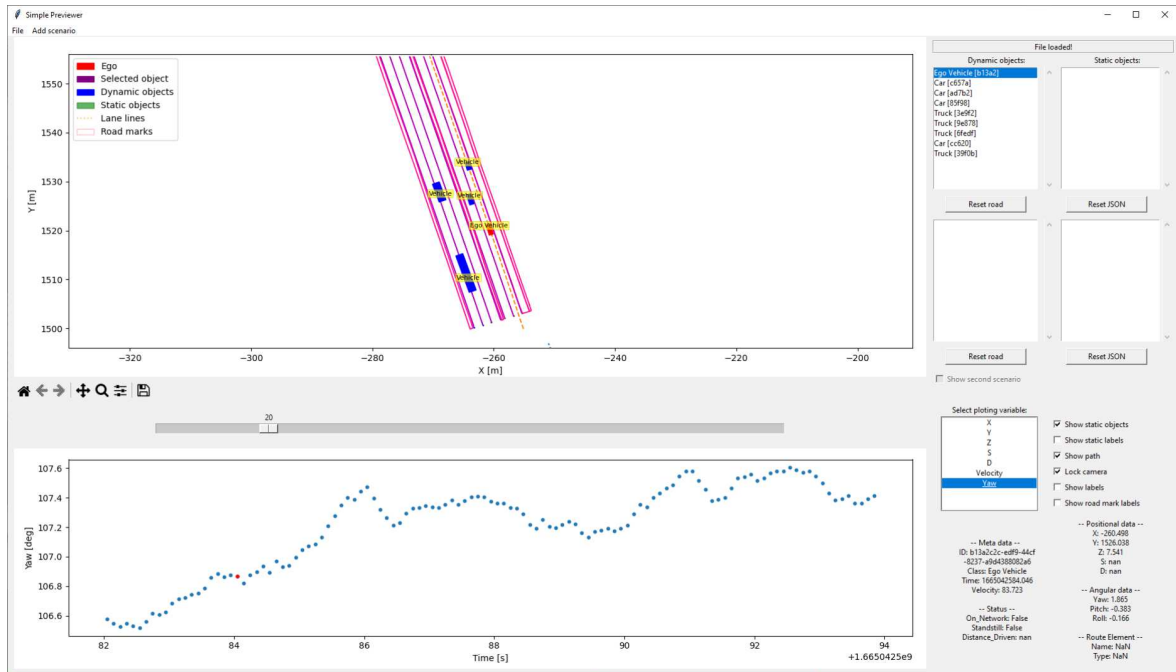 Simple Previewer
File Add scenario
Ego
Selected object
Dynamic objects
Static objects
Lane lines
Road marks
1550
1540
1530
1520
1510
1500
Y [m]
Vehicle
Vehicle
Vehicle
Ego Vehicle
Vehicle
−320
−300
−280
−260
−240
−220
−200
X [m]
File loaded!
Dynamic objects:
Static objects:
Ego Vehicle [b13a2]
Car [c657a]
Car [ad7b2]
Car [85f98]
Truck [3e9f2]
Truck [9e878]
Truck [6fedf]
Car [cc620]
Truck [39f0b]
Reset road
Reset JSON
Reset road
Reset JSON
Show second scenario
20
107.6
107.4
107.2
107.0
106.8
106.6
Yaw [deg]
82
84
86
88
90
92
94
Time [s]
+1.6650425e9
Select ploting variable:
X
Y
Z
S
D
Velocity
Yaw
Show static objects
Show static labels
Show path
Lock camera
Show labels
Show road mark labels
-- Meta data --
ID: b13a2c2c-edf9-44cf
-8237-a9d4388082a6
Class: Ego Vehicle
Time: 1665042584.046
Velocity: 83.723
-- Status --
On_Network: False
Standstill: False
Distance_Driven: nan
-- Positional data --
X: -260.498
Y: 1526.038
Z: 7.541
S: nan
D: nan
-- Angular data --
Yaw: 1.865
Pitch: -0.383
Roll: -0.166
-- Route Element --
Name: NaN
Type: NaN